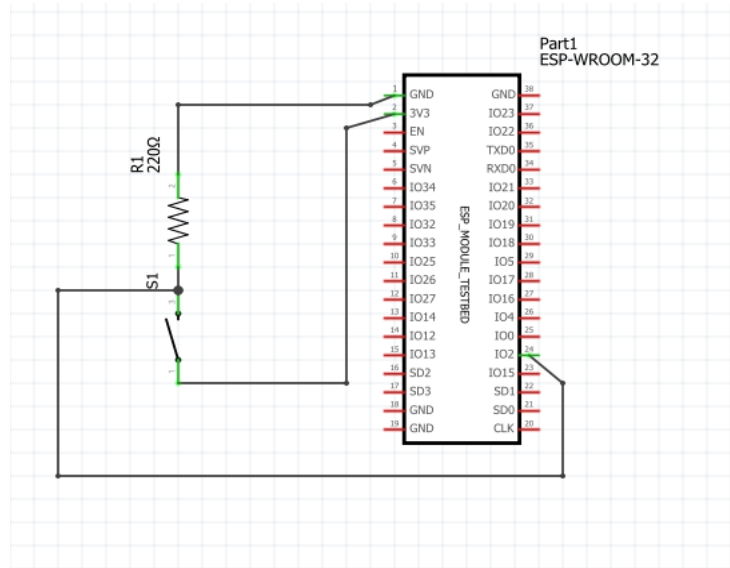 Part1
ESP-WROOM-32
R1
220Ω
S1
2
1
3
1
ESP_MODULE_TESTBED
1 GND GND 38
2 3V3 IO23 37
3 EN IO22 36
4 SVP TXD0 35
5 SVN RXD0 34
6 IO34 IO21 33
7 IO35 IO20 32
8 IO32 IO19 31
9 IO33 IO18 30
10 IO25 IO5 29
11 IO26 IO17 28
12 IO27 IO16 27
13 IO14 IO4 26
14 IO12 IO0 25
15 IO13 IO2 24
16 SD2 IO15 23
17 SD3 SD1 22
18 GND SD0 21
19 GND CLK 20